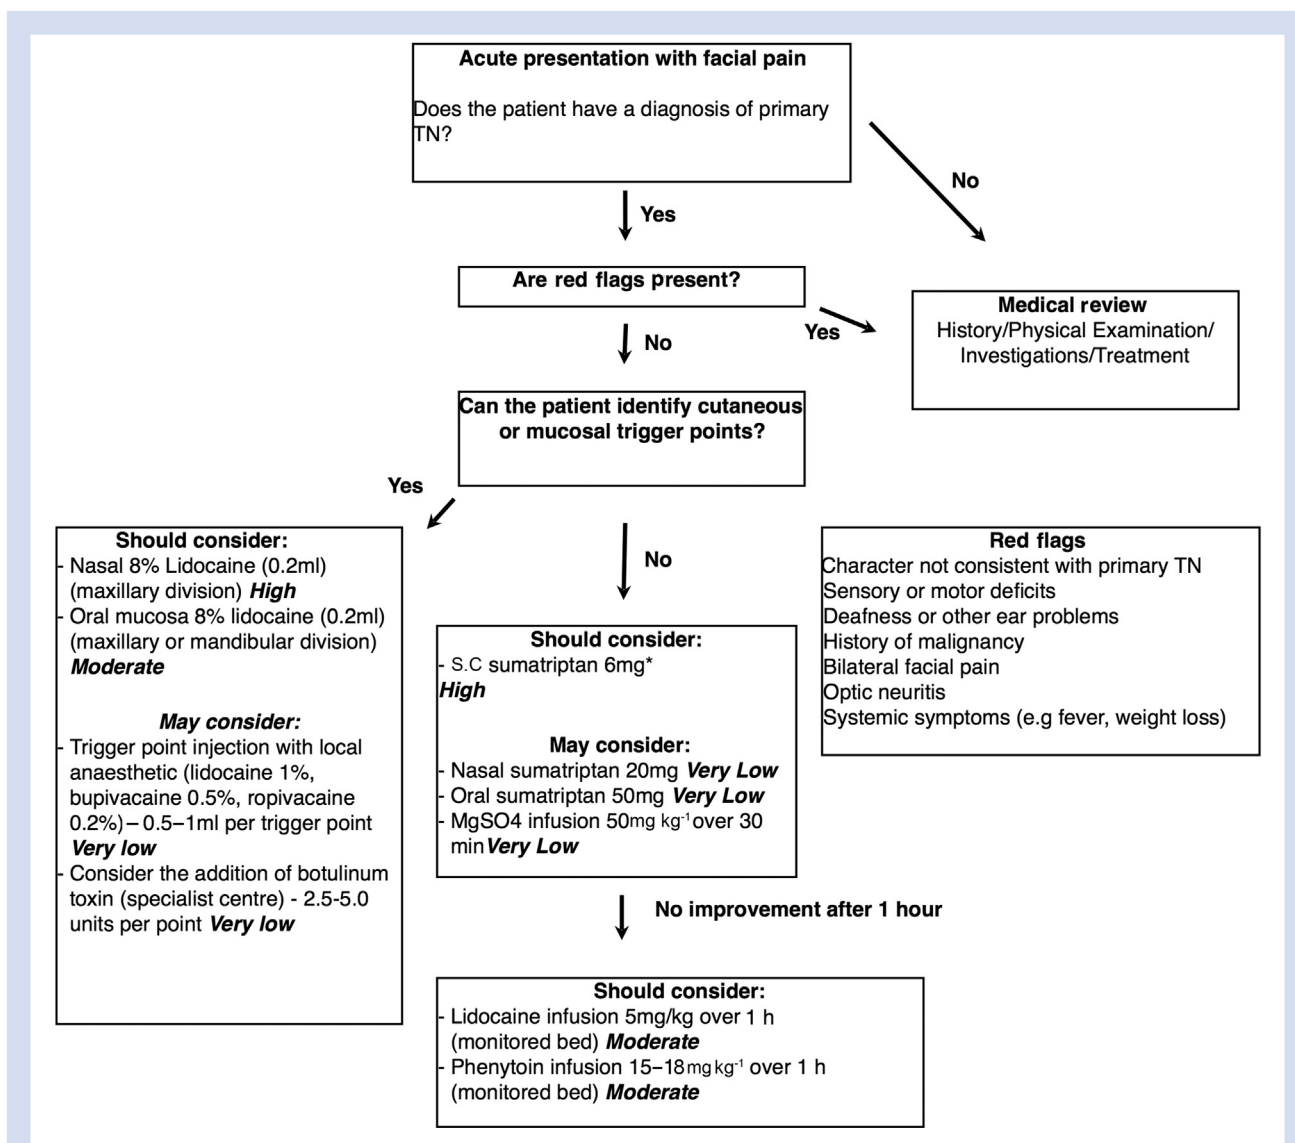 Acute presentation with facial pain
Does the patient have a diagnosis of primary
TN?
No
Yes
Are red flags present?
Yes
No
Medical review
History/Physical Examination/
Investigations/Treatment
Can the patient identify cutaneous
or mucosal trigger points?
Yes
No
Should consider:
- Nasal 8% Lidocaine (0.2ml)
(maxillary division) High
- Oral mucosa 8% lidocaine (0.2ml)
(maxillary or mandibular division)
Moderate
May consider:
- Trigger point injection with local
anaesthetic (lidocaine 1%,
bupivacaine 0.5%, ropivacaine
0.2%) – 0.5–1ml per trigger point
Very low
- Consider the addition of botulinum
toxin (specialist centre) - 2.5-5.0
units per point Very low
Should consider:
- S.C sumatriptan 6mg*
High
May consider:
- Nasal sumatriptan 20mg Very Low
- Oral sumatriptan 50mg Very Low
- MgSO4 infusion 50mg kg⁻¹ over 30
min Very Low
Red flags
Character not consistent with primary TN
Sensory or motor deficits
Deafness or other ear problems
History of malignancy
Bilateral facial pain
Optic neuritis
Systemic symptoms (e.g fever, weight loss)
No improvement after 1 hour
Should consider:
- Lidocaine infusion 5mg/kg over 1 h
(monitored bed) Moderate
- Phenytoin infusion 15–18 mg kg⁻¹ over 1 h
(monitored bed) Moderate